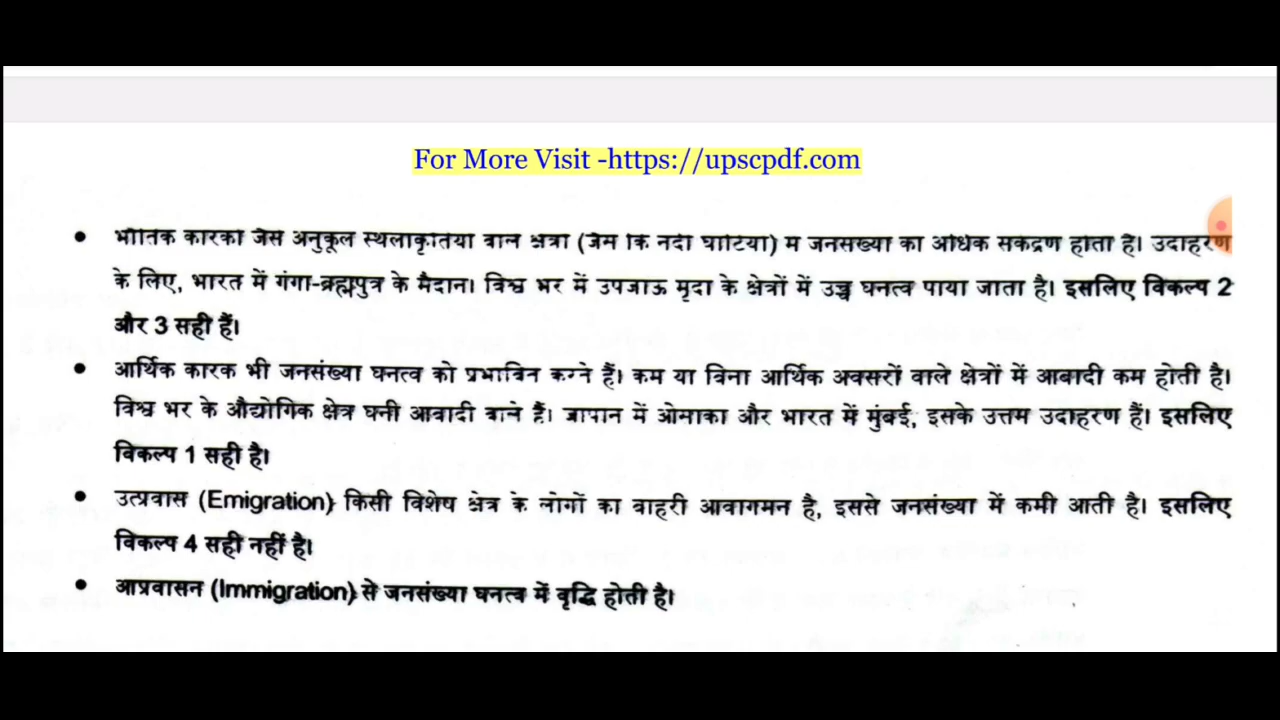 For More Visit -https://upscpdf.com
• भौतिक कारकों जैसे अनुकूल स्थलाकृतियों वाले क्षेत्रों (जैसे कि नदी घाटियों) में जनसंख्या का अधिक संकेंद्रण होता है। उदाहरण
के लिए, भारत में गंगा-ब्रह्मपुत्र के मैदान। विश्व भर में उपजाऊ मृदा के क्षेत्रों में उच्च घनत्व पाया जाता है। इसलिए विकल्प 2
और 3 सही हैं।
• आर्थिक कारक भी जनसंख्या घनत्व को प्रभावित करते हैं। कम या विना आर्थिक अवसरों वाले क्षेत्रों में आबादी कम होती है।
विश्व भर के औद्योगिक क्षेत्र घनी आबादी वाले हैं। जापान में ओसाका और भारत में मुंबई, इसके उत्तम उदाहरण हैं। इसलिए
विकल्प 1 सही है।
• उत्प्रवास (Emigration) किसी विशेष क्षेत्र के लोगों का बाहरी आवागमन है, इससे जनसंख्या में कमी आती है। इसलिए
विकल्प 4 सही नहीं है।
• आप्रवासन (Immigration) से जनसंख्या घनत्व में वृद्धि होती है।